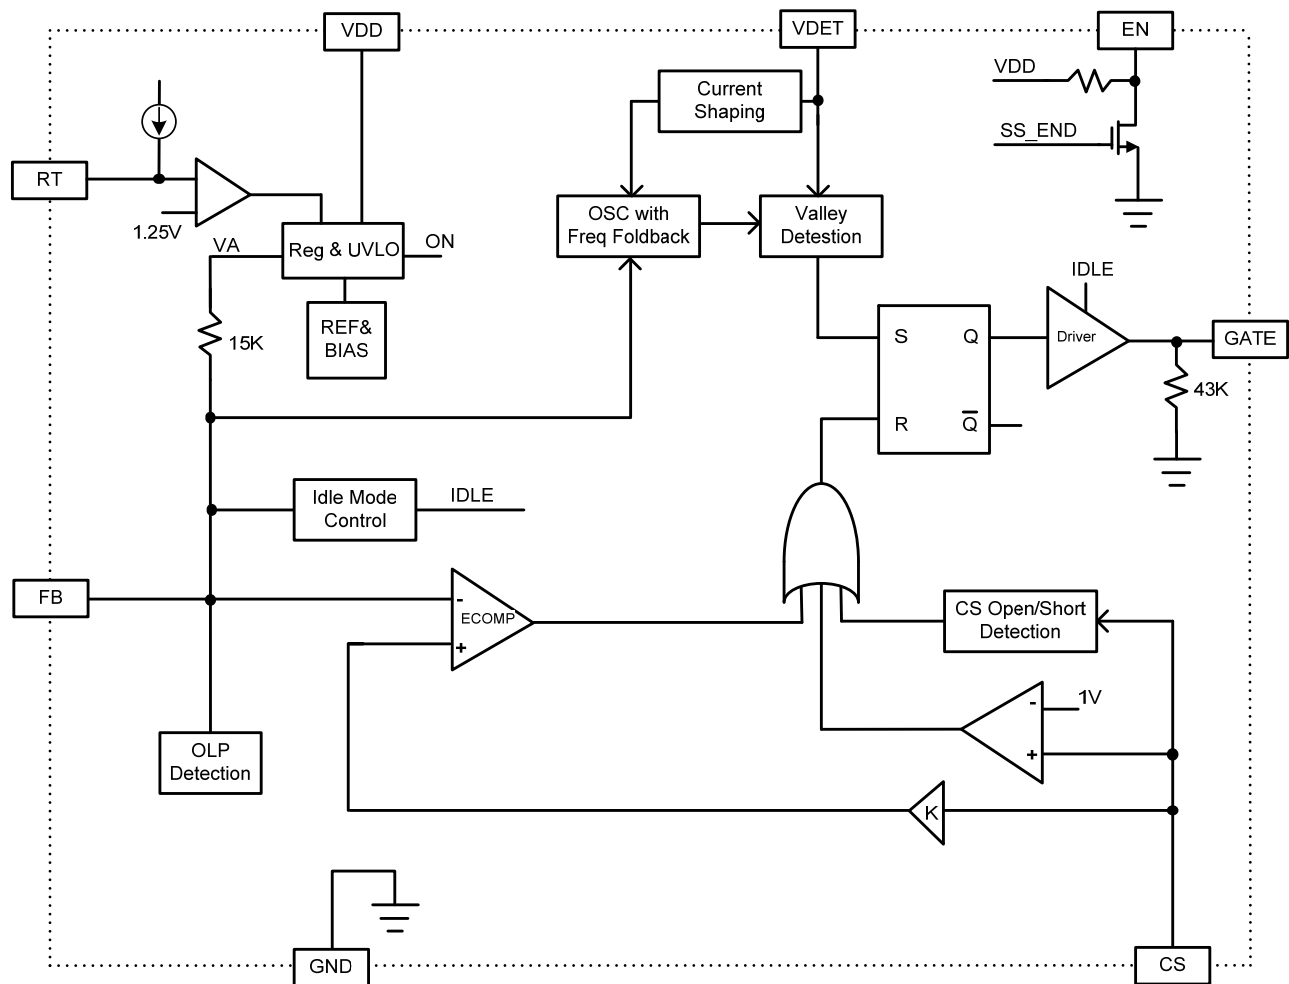 VDD
VDET
EN
Current
Shaping
VDD
SS_END
RT
1.25V
VA
Reg & UVLO
ON
OSC with
Freq Foldback
Valley
Detestion
REF&
BIAS
15K
IDLE
S
Q
R
Q
Driver
GATE
43K
Idle Mode
Control
IDLE
FB
-
ECOMP
+
CS Open/Short
Detection
-
1V
+
OLP
Detection
K
GND
CS